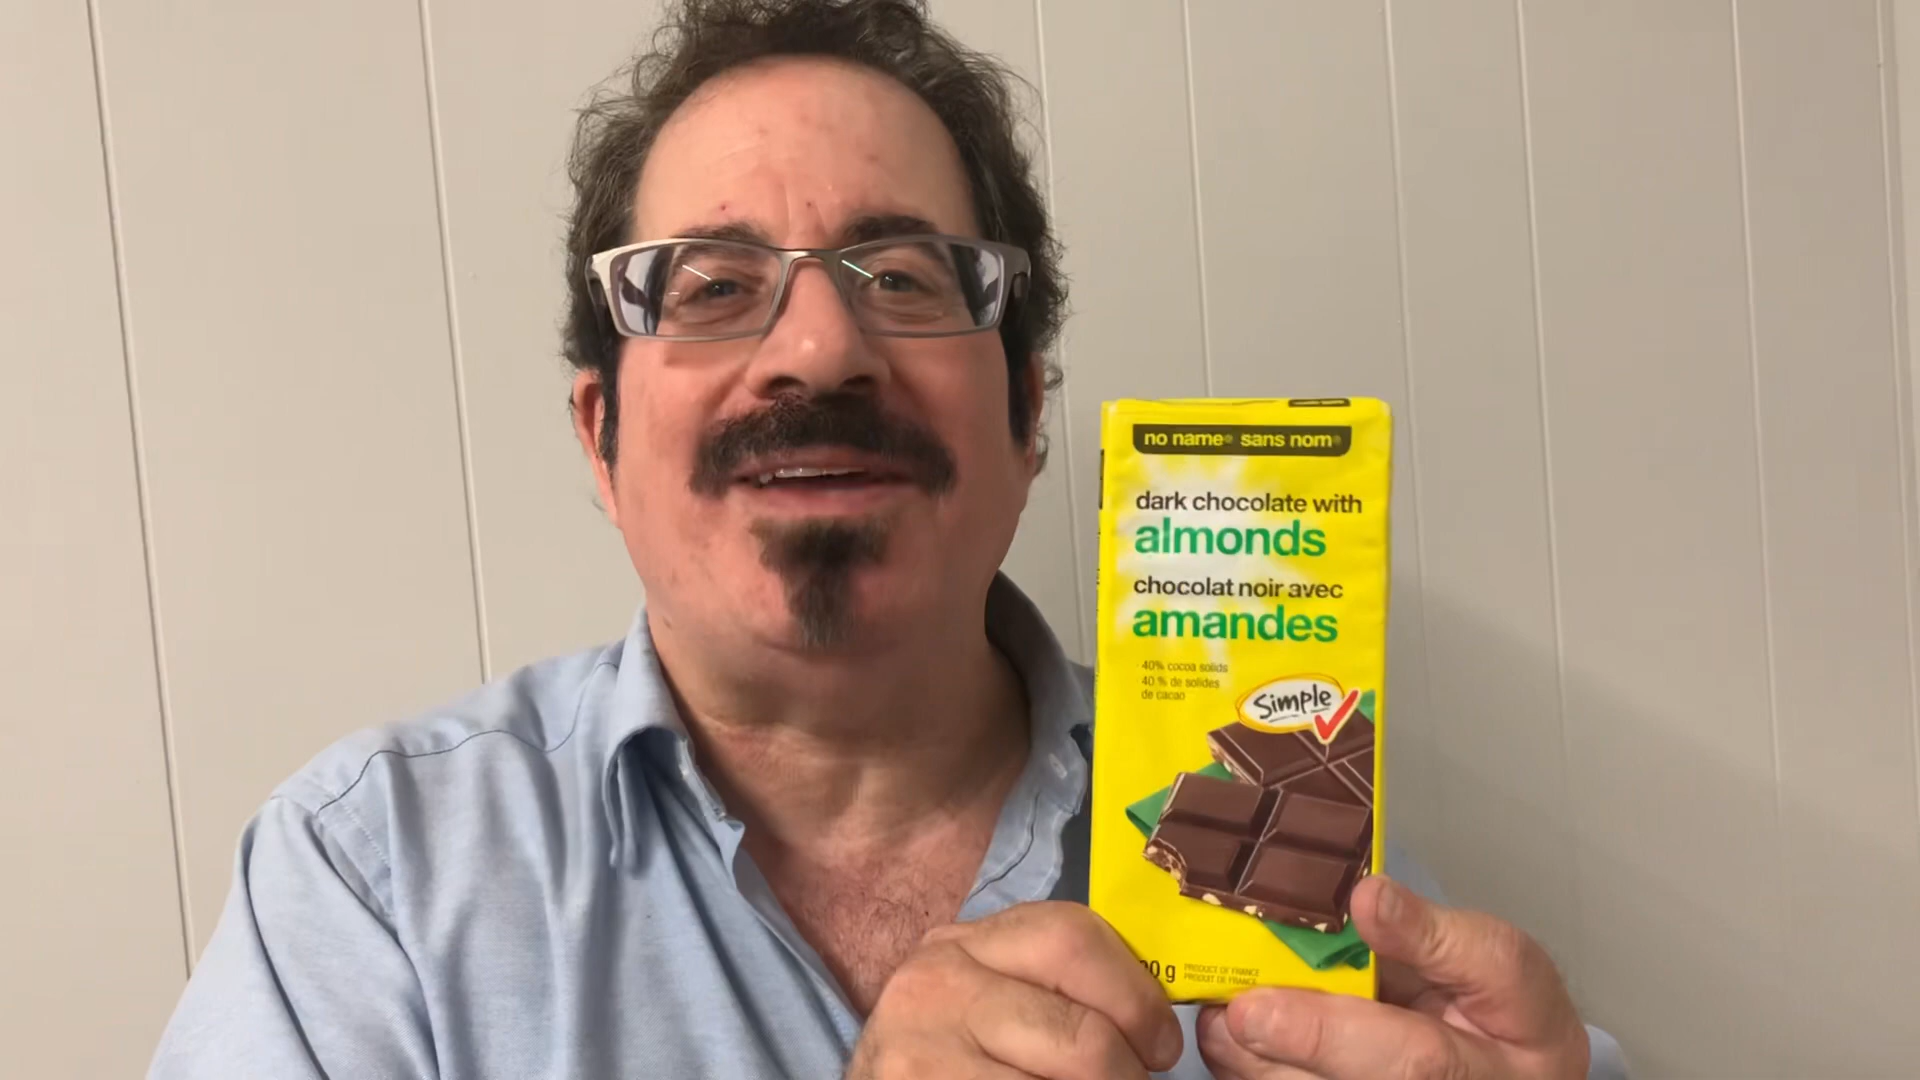 no name® sans nom®
dark chocolate with
almonds
chocolat noir avec
amandes
· 40% cocoa solids
· 40 % de solides
de cacao
Simple
g PRODUCT OF FRANCE
PRODUIT DE FRANCE